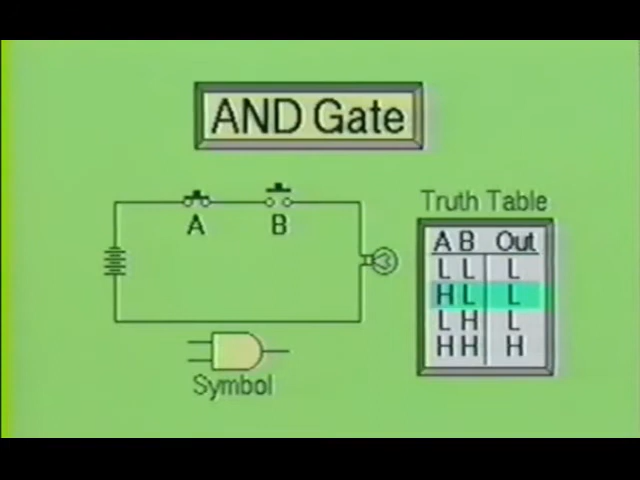 AND Gate
A
B
Symbol
Truth Table
A B Out
L L L
H L L
L H L
H H H